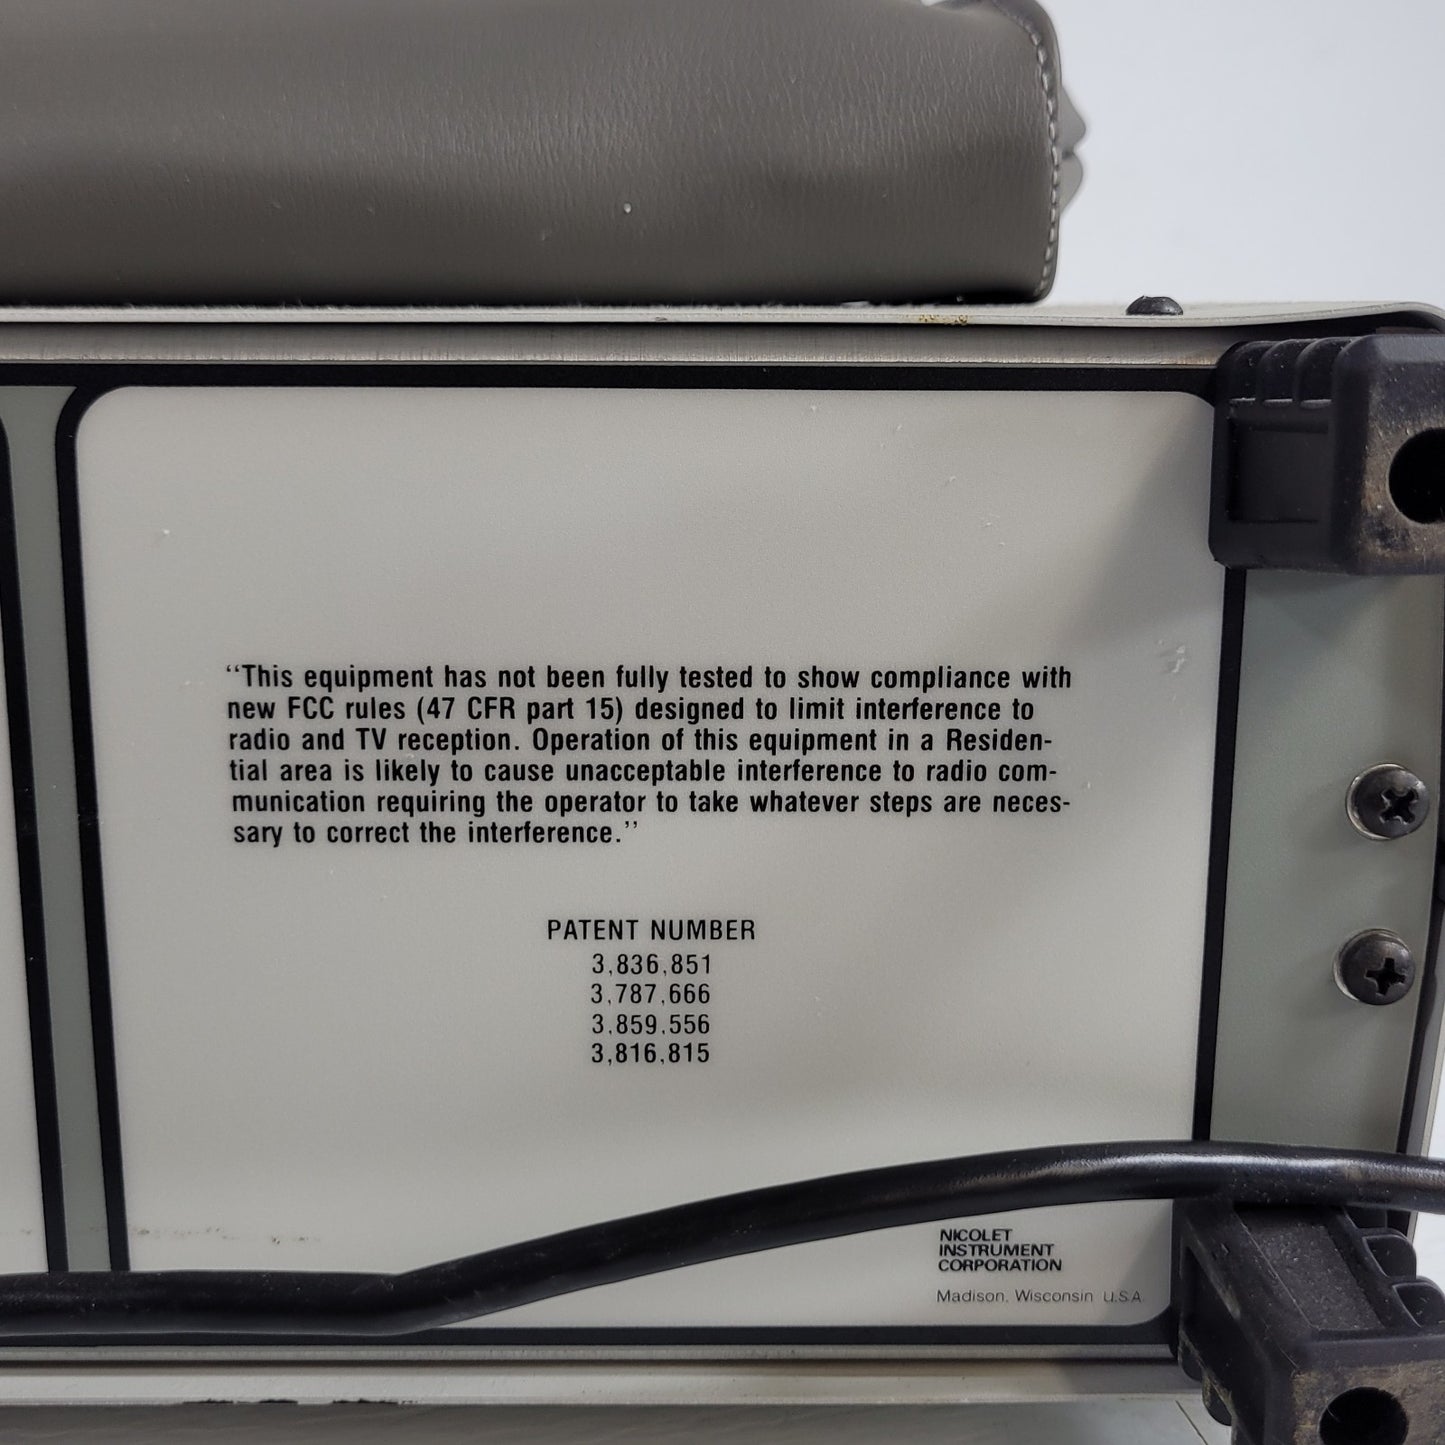 “This equipment has not been fully tested to show compliance with
new FCC rules (47 CFR part 15) designed to limit interference to
radio and TV reception. Operation of this equipment in a Residen-
tial area is likely to cause unacceptable interference to radio com-
munication requiring the operator to take whatever steps are neces-
sary to correct the interference.”
PATENT NUMBER
3,836,851
3,787,666
3,859,556
3,816,815
NICOLET
INSTRUMENT
CORPORATION
Madison, Wisconsin U.S.A.